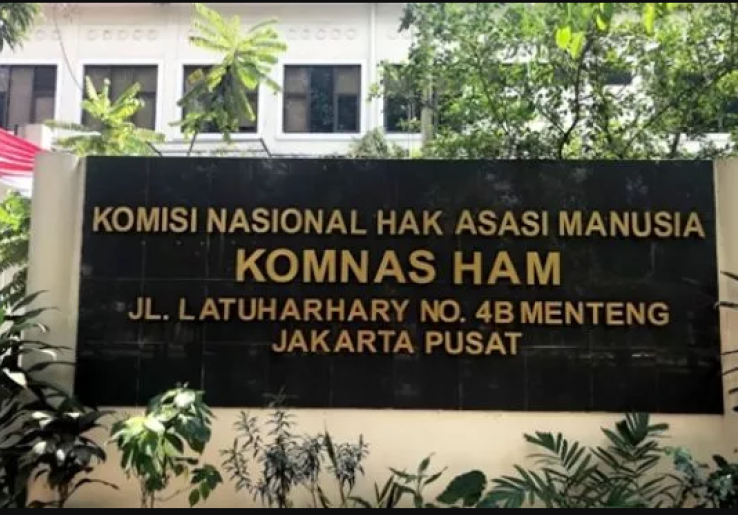 KOMISI NASIONAL HAK ASASI MANUSIA
KOMNAS HAM
JL. LATUHARHARY NO. 4B MENTENG
JAKARTA PUSAT